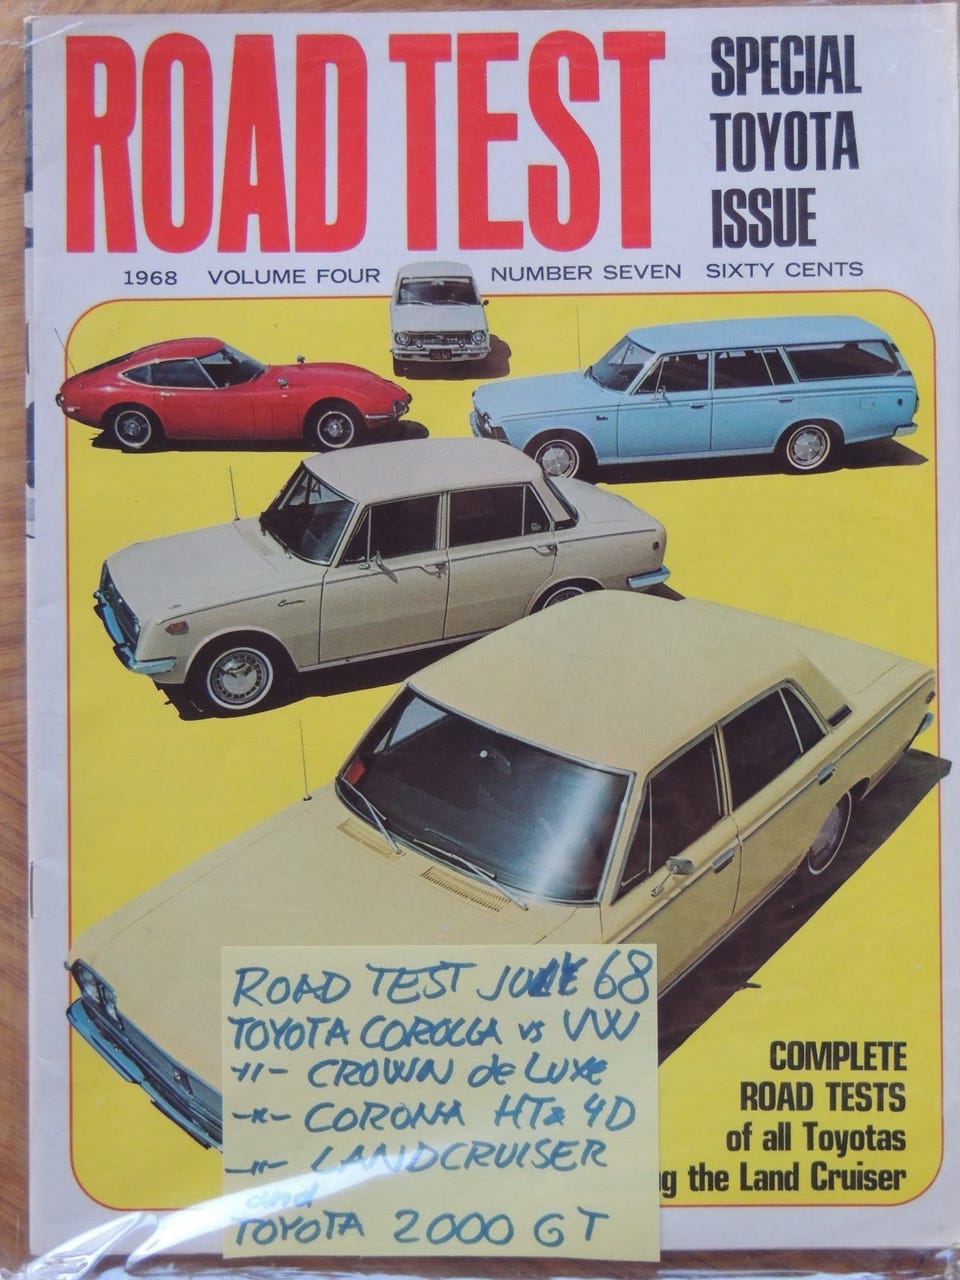 ROAD TEST
SPECIAL
TOYOTA
ISSUE
1968 VOLUME FOUR NUMBER SEVEN SIXTY CENTS
ROAD TEST 68
TOYOTA COROLLA vs VW
-11- CROWN de LUXE
-"- CORONA HT & 4D
-"- LANDCRUISER
and
TOYOTA 2000 GT
COMPLETE
ROAD TESTS
of all Toyotas
g the Land Cruiser